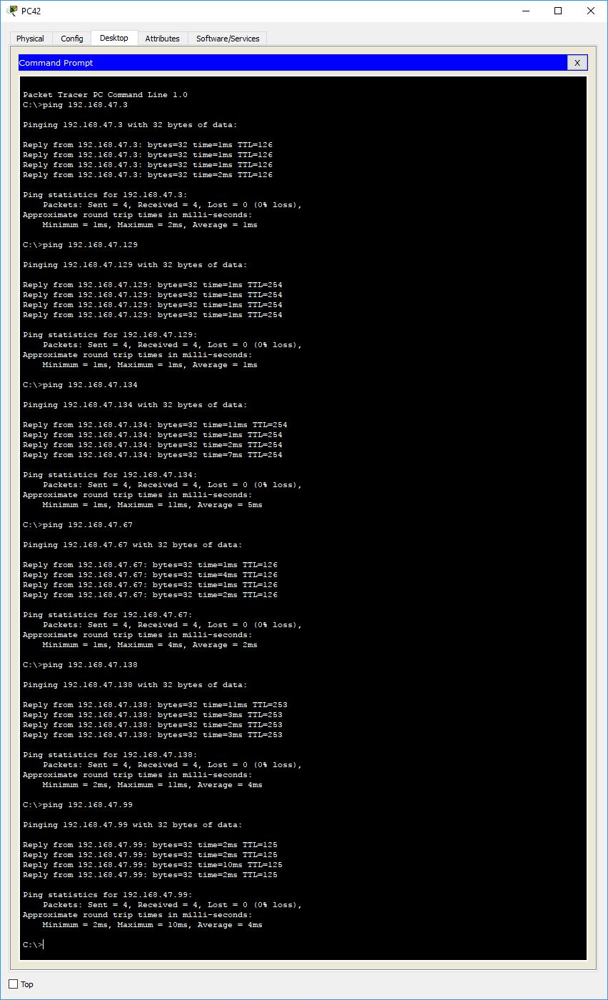 PC42
Physical Config Desktop Attributes Software/Services
Command Prompt X
Packet Tracer PC Command Line 1.0
C:\>ping 192.168.47.3
Pinging 192.168.47.3 with 32 bytes of data:
Reply from 192.168.47.3: bytes=32 time=1ms TTL=126
Reply from 192.168.47.3: bytes=32 time=1ms TTL=126
Reply from 192.168.47.3: bytes=32 time=1ms TTL=126
Reply from 192.168.47.3: bytes=32 time=2ms TTL=126
Ping statistics for 192.168.47.3:
Packets: Sent = 4, Received = 4, Lost = 0 (0% loss),
Approximate round trip times in milli-seconds:
Minimum = 1ms, Maximum = 2ms, Average = 1ms
C:\>ping 192.168.47.129
Pinging 192.168.47.129 with 32 bytes of data:
Reply from 192.168.47.129: bytes=32 time=1ms TTL=254
Reply from 192.168.47.129: bytes=32 time=1ms TTL=254
Reply from 192.168.47.129: bytes=32 time=1ms TTL=254
Reply from 192.168.47.129: bytes=32 time=1ms TTL=254
Ping statistics for 192.168.47.129:
Packets: Sent = 4, Received = 4, Lost = 0 (0% loss),
Approximate round trip times in milli-seconds:
Minimum = 1ms, Maximum = 1ms, Average = 1ms
C:\>ping 192.168.47.134
Pinging 192.168.47.134 with 32 bytes of data:
Reply from 192.168.47.134: bytes=32 time=11ms TTL=254
Reply from 192.168.47.134: bytes=32 time=1ms TTL=254
Reply from 192.168.47.134: bytes=32 time=2ms TTL=254
Reply from 192.168.47.134: bytes=32 time=7ms TTL=254
Ping statistics for 192.168.47.134:
Packets: Sent = 4, Received = 4, Lost = 0 (0% loss),
Approximate round trip times in milli-seconds:
Minimum = 1ms, Maximum = 11ms, Average = 5ms
C:\>ping 192.168.47.67
Pinging 192.168.47.67 with 32 bytes of data:
Reply from 192.168.47.67: bytes=32 time=1ms TTL=126
Reply from 192.168.47.67: bytes=32 time=4ms TTL=126
Reply from 192.168.47.67: bytes=32 time=1ms TTL=126
Reply from 192.168.47.67: bytes=32 time=2ms TTL=126
Ping statistics for 192.168.47.67:
Packets: Sent = 4, Received = 4, Lost = 0 (0% loss),
Approximate round trip times in milli-seconds:
Minimum = 1ms, Maximum = 4ms, Average = 2ms
C:\>ping 192.168.47.138
Pinging 192.168.47.138 with 32 bytes of data:
Reply from 192.168.47.138: bytes=32 time=11ms TTL=253
Reply from 192.168.47.138: bytes=32 time=3ms TTL=253
Reply from 192.168.47.138: bytes=32 time=2ms TTL=253
Reply from 192.168.47.138: bytes=32 time=3ms TTL=253
Ping statistics for 192.168.47.138:
Packets: Sent = 4, Received = 4, Lost = 0 (0% loss),
Approximate round trip times in milli-seconds:
Minimum = 2ms, Maximum = 11ms, Average = 4ms
C:\>ping 192.168.47.99
Pinging 192.168.47.99 with 32 bytes of data:
Reply from 192.168.47.99: bytes=32 time=2ms TTL=125
Reply from 192.168.47.99: bytes=32 time=2ms TTL=125
Reply from 192.168.47.99: bytes=32 time=10ms TTL=125
Reply from 192.168.47.99: bytes=32 time=2ms TTL=125
Ping statistics for 192.168.47.99:
Packets: Sent = 4, Received = 4, Lost = 0 (0% loss),
Approximate round trip times in milli-seconds:
Minimum = 2ms, Maximum = 10ms, Average = 4ms
C:\>
Top